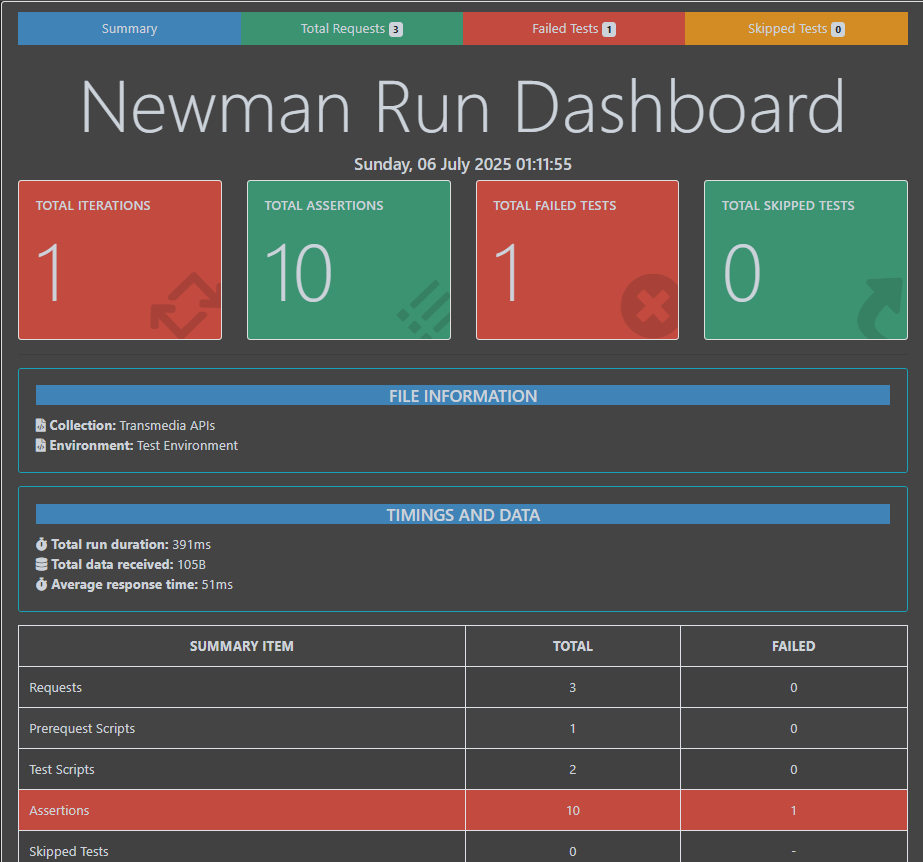 Summary Total Requests 3 Failed Tests 1 Skipped Tests 0
Newman Run Dashboard
Sunday, 06 July 2025 01:11:55
TOTAL ITERATIONS TOTAL ASSERTIONS TOTAL FAILED TESTS TOTAL SKIPPED TESTS
1 10 1 0
FILE INFORMATION
Collection: Transmedia APIs
Environment: Test Environment
TIMINGS AND DATA
Total run duration: 391ms
Total data received: 105B
Average response time: 51ms
SUMMARY ITEM TOTAL FAILED
Requests 3 0
Prerequest Scripts 1 0
Test Scripts 2 0
Assertions 10 1
Skipped Tests 0 -